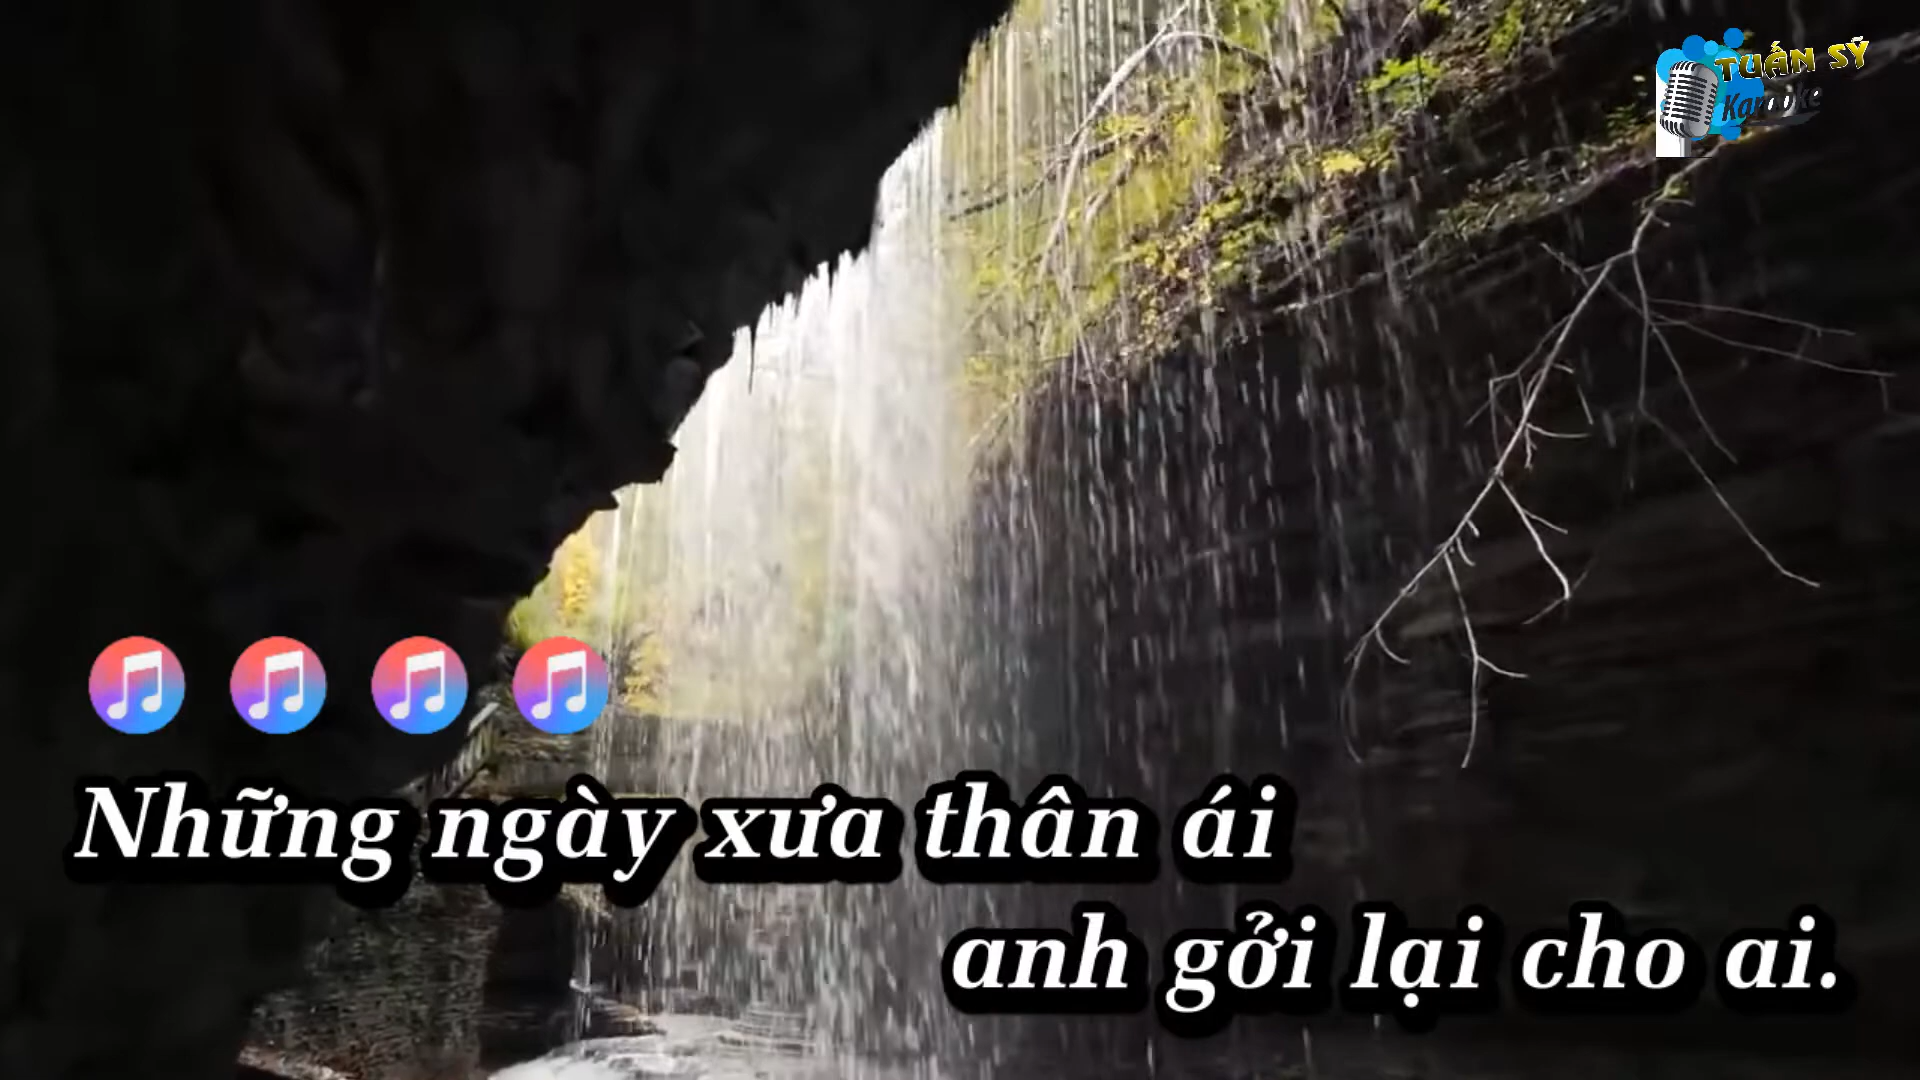 TUẤN SỸ
Karaoke
Những ngày xưa thân ái
anh gởi lại cho ai.